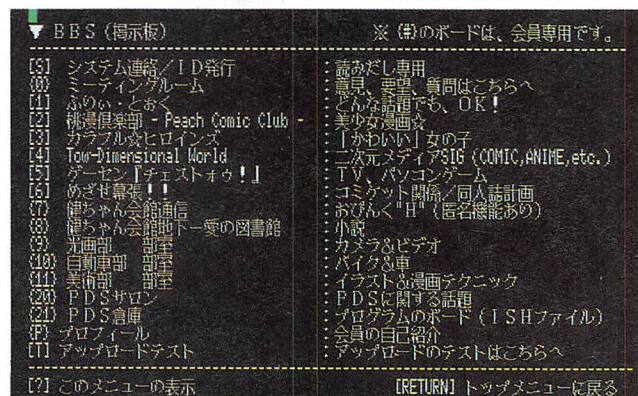 ▼ BBS（掲示板） ※ {#}のボードは、会員専用です。
[S] システム連絡／ID発行 ：読みだし専用
{0} ミーティングルーム ：意見、要望、質問はこちらへ
[1] ふのぃ・とおく ：どんな話題でも、OK！
[2] 桃漫倶楽部 - Peach Comic Club - ：美少女漫画☆
[3] カラフル☆ヒロインズ ：「かわいい」女の子
[4] Tow-Dimensional World ：二次元メディアSIG (COMIC,ANIME,etc.)
[5] ゲーセン『チェストォゥ！』 ：TV、パソコンゲーム
[6] めざせ幕張！！ ：コミケット関係／同人誌計画
{7} 健ちゃん会館通信 ：おぴんく"H"（匿名機能あり）
{8} 健ちゃん会館地下ー愛の図書館 ：小説
{9} 光画部 部室 ：カメラ&ビデオ
{10} 自動車部 部室 ：バイク&車
{11} 美術部 部室 ：イラスト&漫画テクニック
{20} PDSサロン ：PDSに関する話題
{21} PDS倉庫 ：プログラムのボード（ISHファイル）
{P} プロフィール ：会員の自己紹介
[T] アップロードテスト ：アップロードのテストはこちらへ
[?] このメニューの表示 [RETURN] トップメニューに戻る